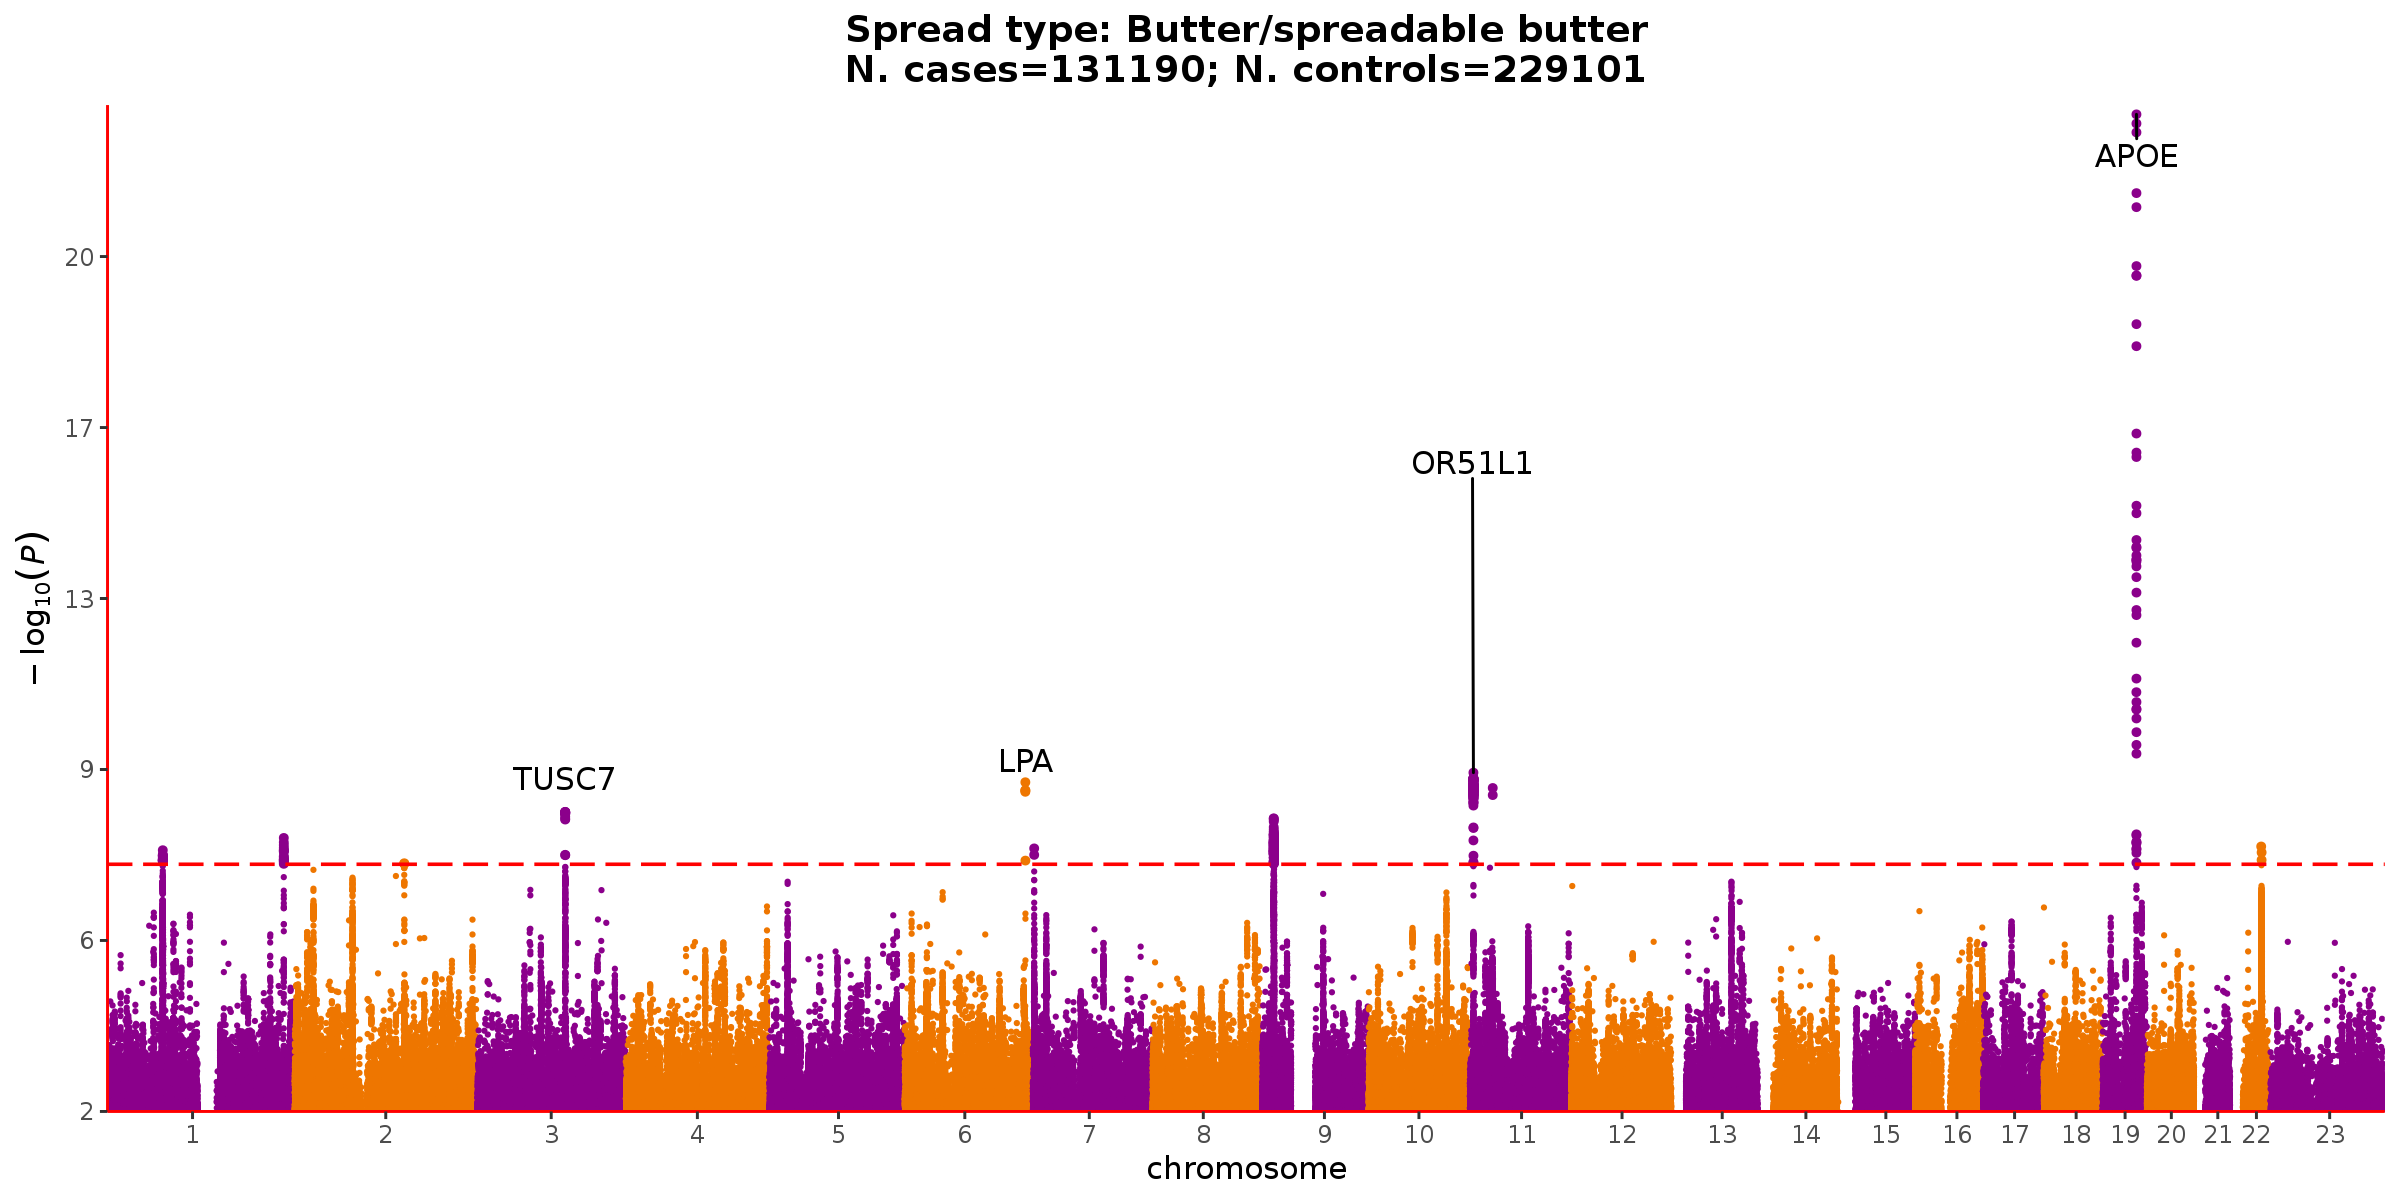 Spread type: Butter/spreadable butter
N. cases=131190; N. controls=229101
APOE
20
17
OR51L1
−log10(P)
13
LPA
9
TUSC7
6
2
1 2 3 4 5 6 7 8 9 10 11 12 13 14 15 16 17 18 19 20 21 22 23
chromosome